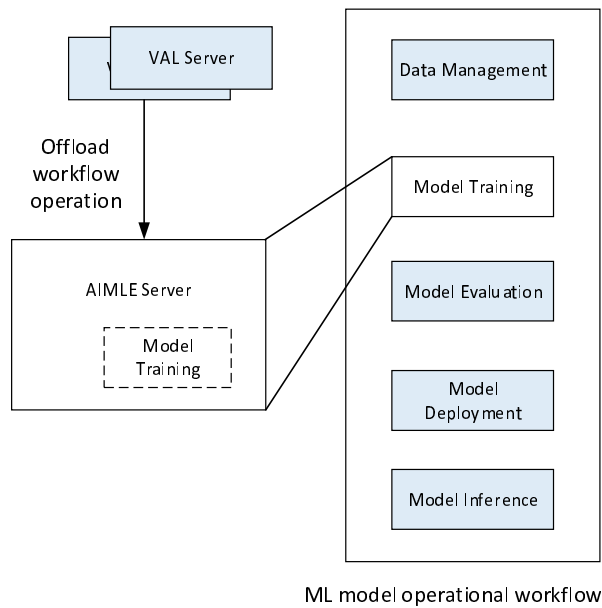 VAL Server
V
Offload
workflow
operation
AIMLE Server
Model
Training
Data Management
Model Training
Model Evaluation
Model
Deployment
Model Inference
ML model operational workflow